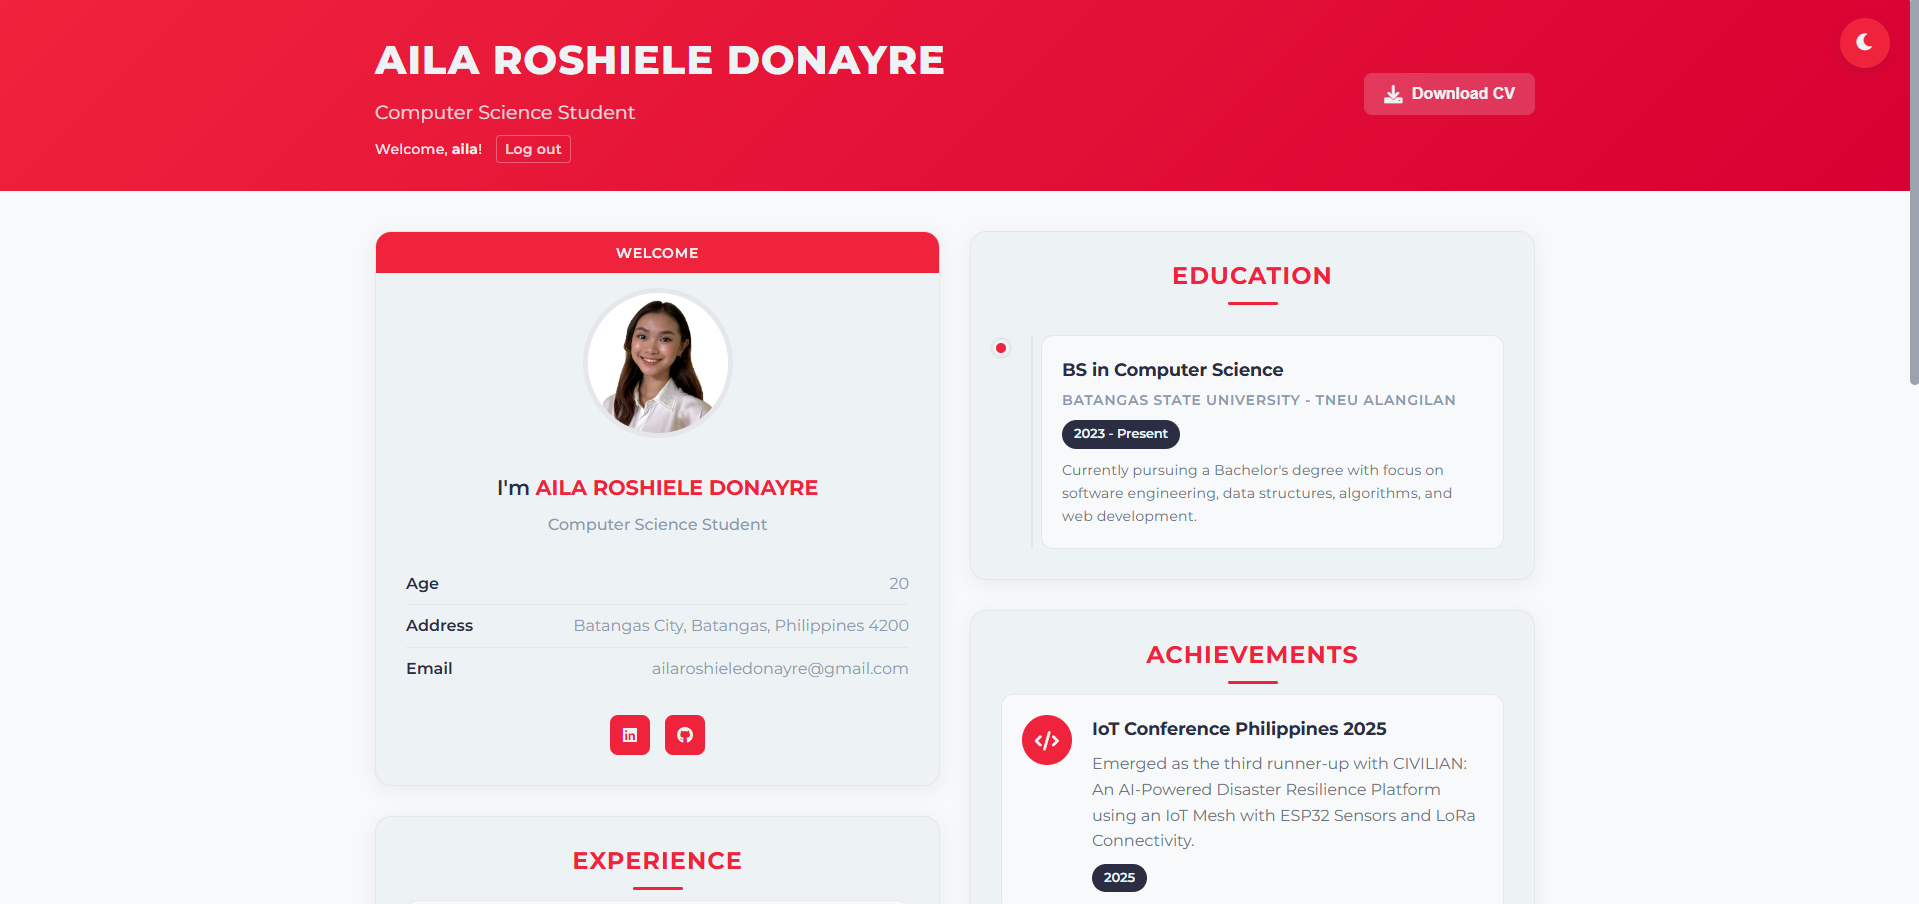 AILA ROSHIELE DONAYRE
Computer Science Student
Welcome, aila! Log out
Download CV
WELCOME
I'm AILA ROSHIELE DONAYRE
Computer Science Student
Age 20
Address Batangas City, Batangas, Philippines 4200
Email ailaroshieledonayre@gmail.com
EXPERIENCE
EDUCATION
BS in Computer Science
BATANGAS STATE UNIVERSITY - TNEU ALANGILAN
2023 - Present
Currently pursuing a Bachelor's degree with focus on
software engineering, data structures, algorithms, and
web development.
ACHIEVEMENTS
IoT Conference Philippines 2025
Emerged as the third runner-up with CIVILIAN:
An AI-Powered Disaster Resilience Platform
using an IoT Mesh with ESP32 Sensors and LoRa
Connectivity.
2025